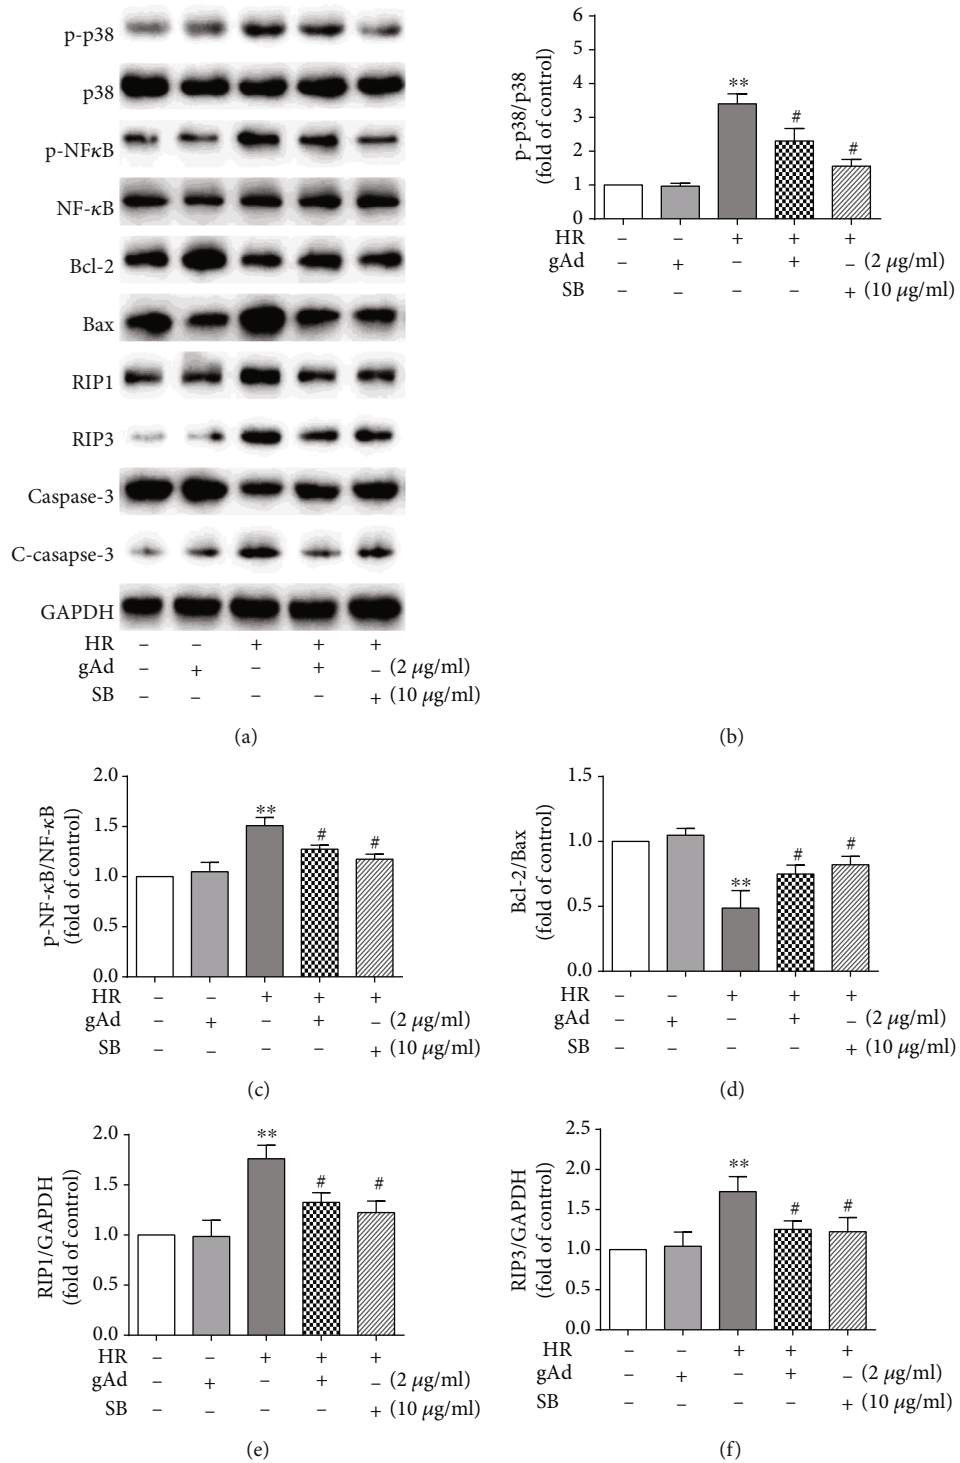 p-p38
p38
p-NFκB
NF-κB
Bcl-2
Bax
RIP1
RIP3
Caspase-3
C-casapse-3
GAPDH
HR – – + + +
gAd – + – + – (2 μg/ml)
SB – – – – + (10 μg/ml)
(a)
p-p38/p38
(fold of control)
6
5
4
3
2
1
0
**
#
#
HR – – + + +
gAd – + – + – (2 μg/ml)
SB – – – – + (10 μg/ml)
(b)
p-NF-κB/NF-κB
(fold of control)
2.0
1.5
1.0
0.5
0.0
**
#
#
HR – – + + +
gAd – + – + – (2 μg/ml)
SB – – – – + (10 μg/ml)
(c)
Bcl-2/Bax
(fold of control)
1.5
1.0
0.5
0.0
**
#
#
HR – – + + +
gAd – + – + – (2 μg/ml)
SB – – – – + (10 μg/ml)
(d)
RIP1/GAPDH
(fold of control)
2.0
1.5
1.0
0.5
0.0
**
#
#
HR – – + + +
gAd – + – + – (2 μg/ml)
SB – – – – + (10 μg/ml)
(e)
RIP3/GAPDH
(fold of control)
2.5
2.0
1.5
1.0
0.5
0.0
**
#
#
HR – – + + +
gAd – + – + – (2 μg/ml)
SB – – – – + (10 μg/ml)
(f)